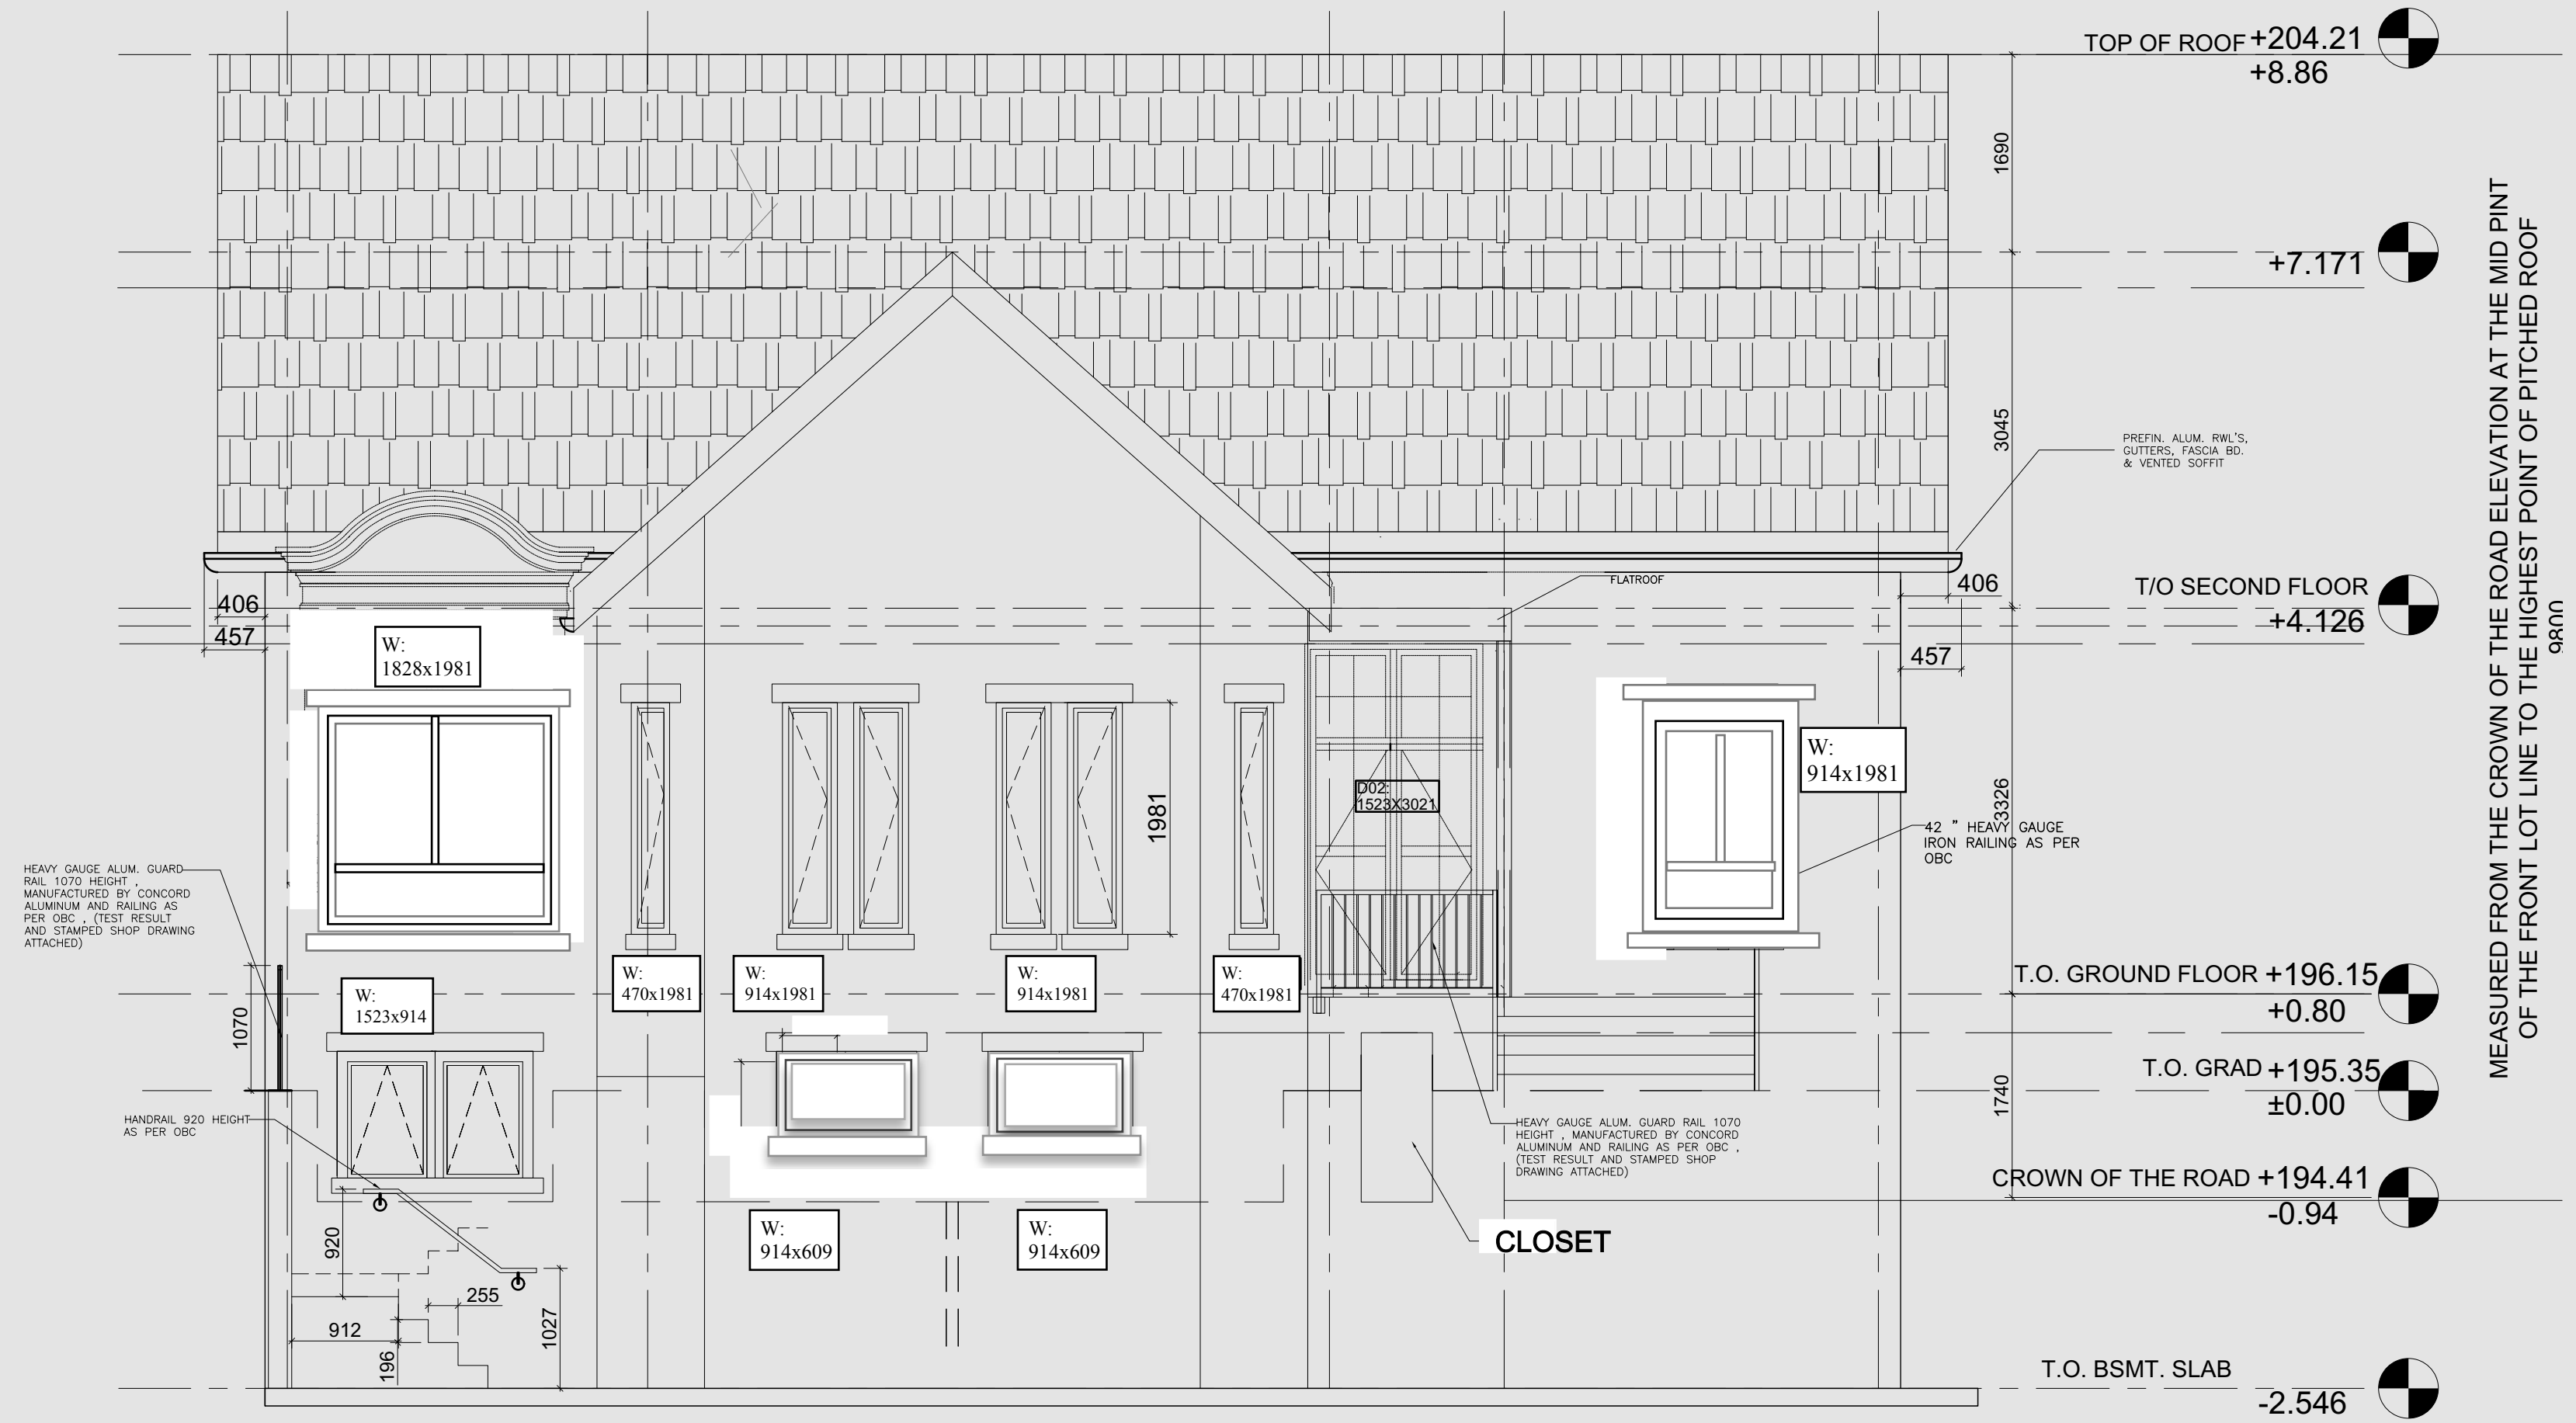 TOP OF ROOF +204.21
+8.86
1690
+7.171
3045
PREFIN. ALUM. RWL'S,
GUTTERS, FASCIA BD.
& VENTED SOFFIT
MEASURED FROM THE CROWN OF THE ROAD ELEVATION AT THE MID PINT
OF THE FRONT LOT LINE TO THE HIGHEST POINT OF PITCHED ROOF
9800
FLATROOF
406
457
406
457
T/O SECOND FLOOR
+4.126
W:
1828x1981
W:
914x1981
1981
D02:
1523X3021
3326
42 " HEAVY GAUGE
IRON RAILING AS PER
OBC
HEAVY GAUGE ALUM. GUARD
RAIL 1070 HEIGHT ,
MANUFACTURED BY CONCORD
ALUMINUM AND RAILING AS
PER OBC , (TEST RESULT
AND STAMPED SHOP DRAWING
ATTACHED)
W:
470x1981
W:
914x1981
W:
914x1981
W:
470x1981
W:
1523x914
1070
T.O. GROUND FLOOR +196.15
+0.80
T.O. GRAD +195.35
±0.00
1740
HANDRAIL 920 HEIGHT
AS PER OBC
HEAVY GAUGE ALUM. GUARD RAIL 1070
HEIGHT , MANUFACTURED BY CONCORD
ALUMINUM AND RAILING AS PER OBC ,
(TEST RESULT AND STAMPED SHOP
DRAWING ATTACHED)
CROWN OF THE ROAD +194.41
-0.94
W:
914x609
W:
914x609
CLOSET
920
255
912
196
1027
T.O. BSMT. SLAB
-2.546